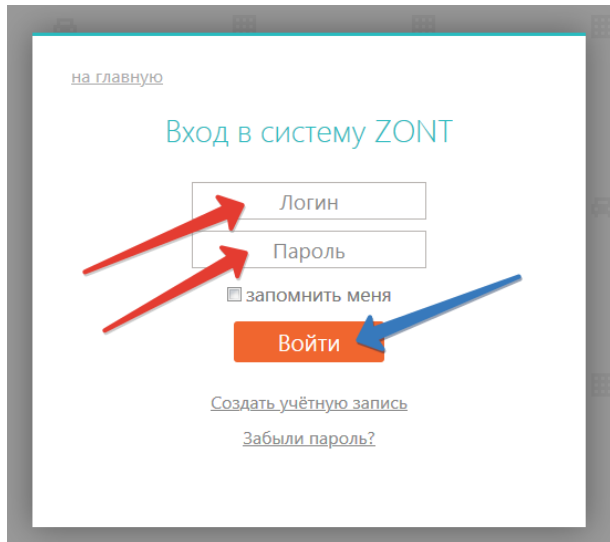 на главную
Вход в систему ZONT
Логин
Пароль
запомнить меня
Войти
Создать учётную запись
Забыли пароль?